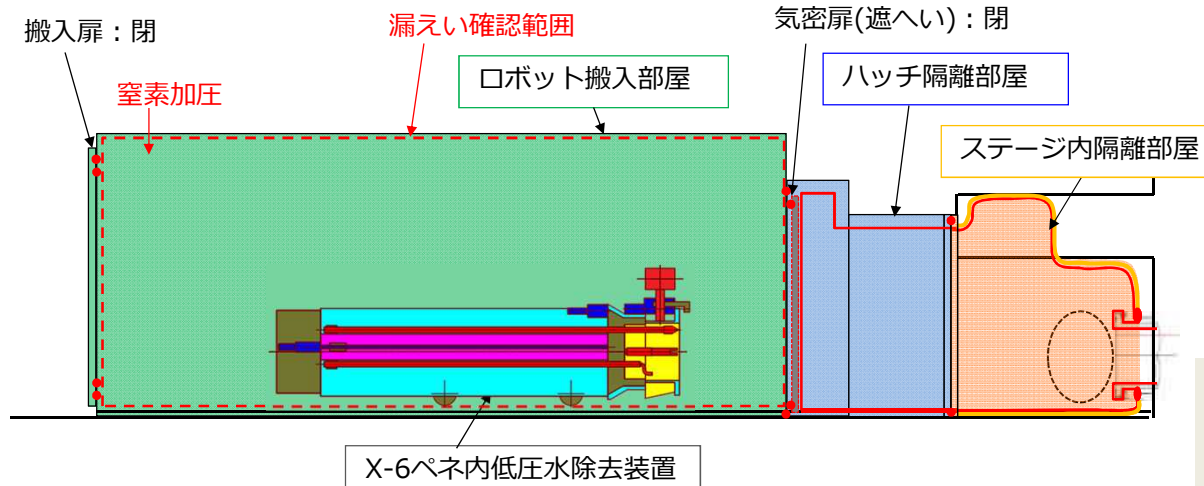 搬入扉：閉
漏えい確認範囲
気密扉(遮へい)：閉
窒素加圧
ロボット搬入部屋
ハッチ隔離部屋
ステージ内隔離部屋
X-6ペネ内低圧水除去装置